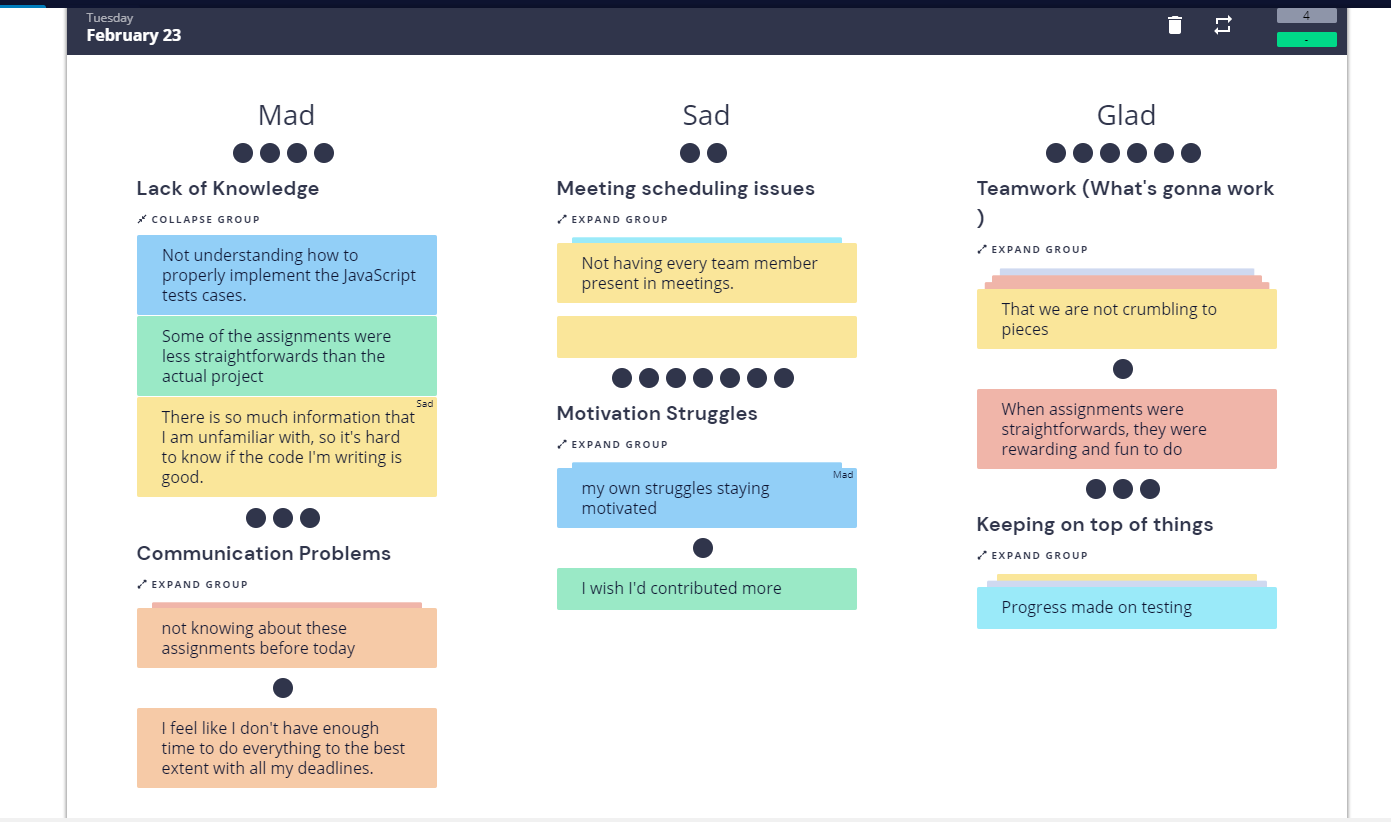 Tuesday
February 23
4
-
Mad
Lack of Knowledge
COLLAPSE GROUP
Not understanding how to
properly implement the JavaScript
tests cases.
Some of the assignments were
less straightforwards than the
actual project
Sad
There is so much information that
I am unfamiliar with, so it's hard
to know if the code I'm writing is
good.
Communication Problems
EXPAND GROUP
not knowing about these
assignments before today
I feel like I don't have enough
time to do everything to the best
extent with all my deadlines.
Sad
Meeting scheduling issues
EXPAND GROUP
Not having every team member
present in meetings.
Motivation Struggles
EXPAND GROUP
Mad
my own struggles staying
motivated
I wish I'd contributed more
Glad
Teamwork (What's gonna work
)
EXPAND GROUP
That we are not crumbling to
pieces
When assignments were
straightforwards, they were
rewarding and fun to do
Keeping on top of things
EXPAND GROUP
Progress made on testing